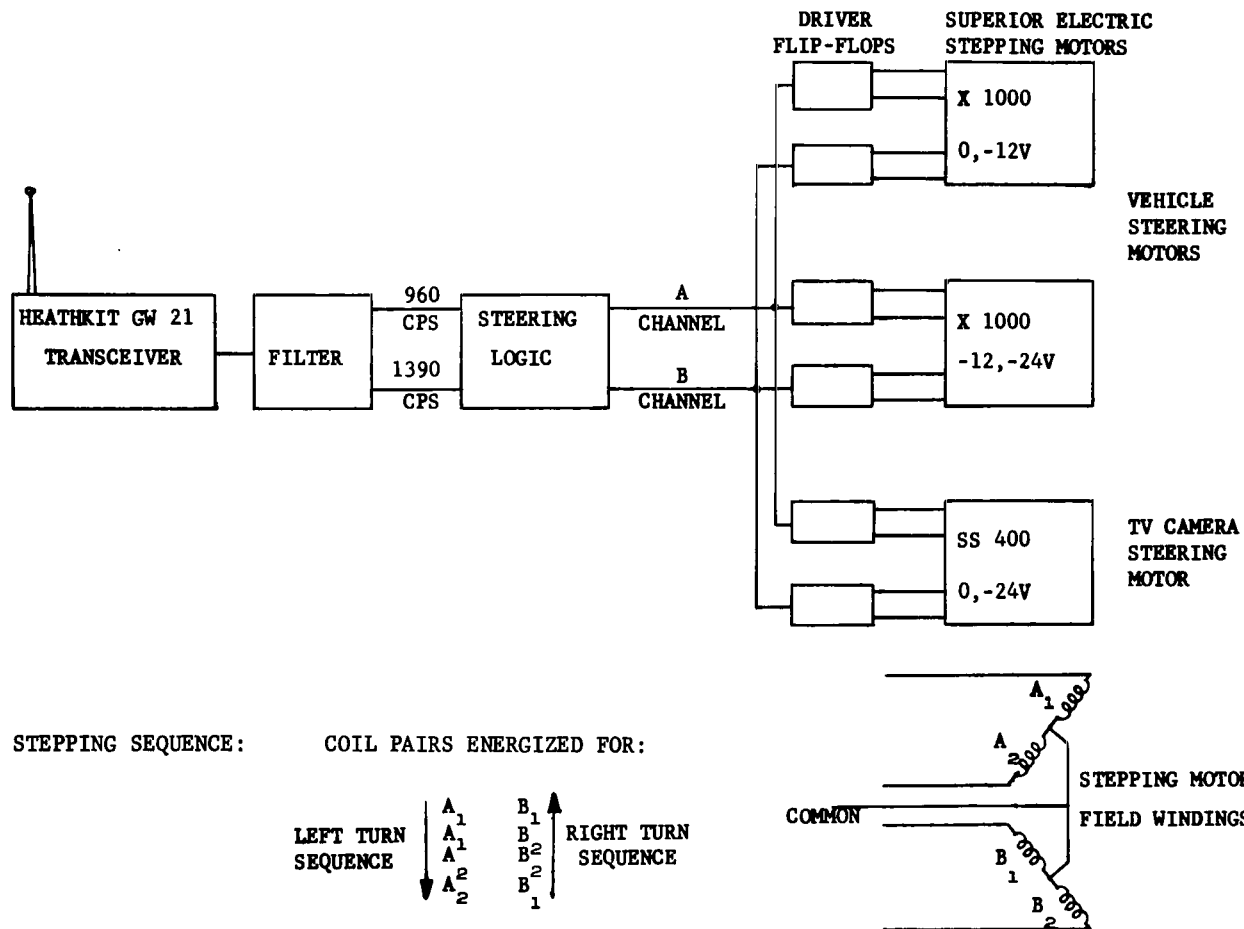 DRIVER
FLIP-FLOPS
SUPERIOR ELECTRIC
STEPPING MOTORS
X 1000
0,-12V
VEHICLE
STEERING
MOTORS
HEATHKIT GW 21
TRANSCEIVER
FILTER
960
CPS
1390
CPS
STEERING
LOGIC
A
CHANNEL
B
CHANNEL
X 1000
-12,-24V
SS 400
0,-24V
TV CAMERA
STEERING
MOTOR
STEPPING SEQUENCE:
COIL PAIRS ENERGIZED FOR:
LEFT TURN
SEQUENCE
A₁ B₁
A₁ B₂
A₂ B₂
A₂ B₁
RIGHT TURN
SEQUENCE
A₁
A₂
COMMON
B₁
B₂
STEPPING MOTOR
FIELD WINDINGS